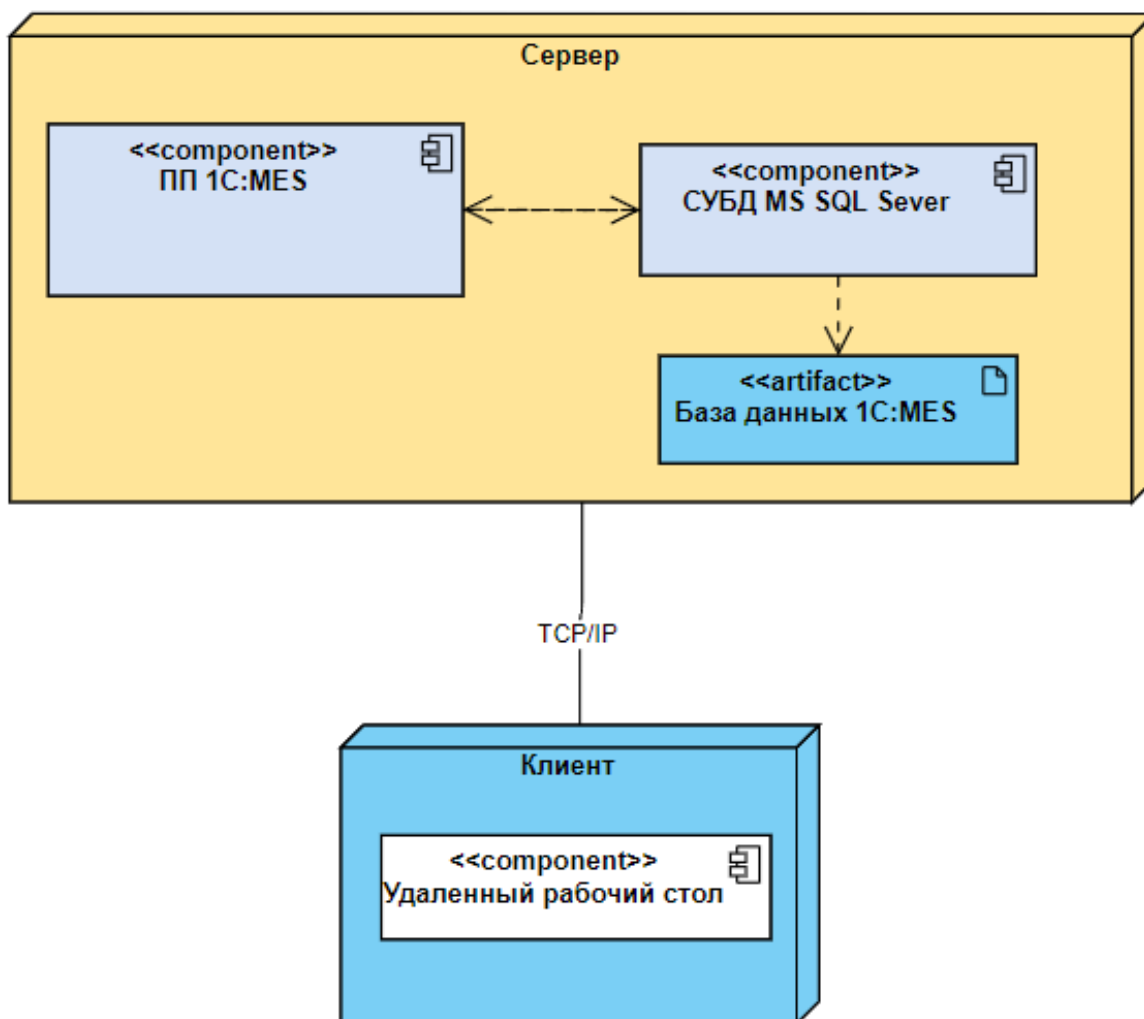 Сервер
<<component>>
ПП 1С:MES
<<component>>
СУБД MS SQL Sever
<<artifact>>
База данных 1С:MES
TCP/IP
Клиент
<<component>>
Удаленный рабочий стол